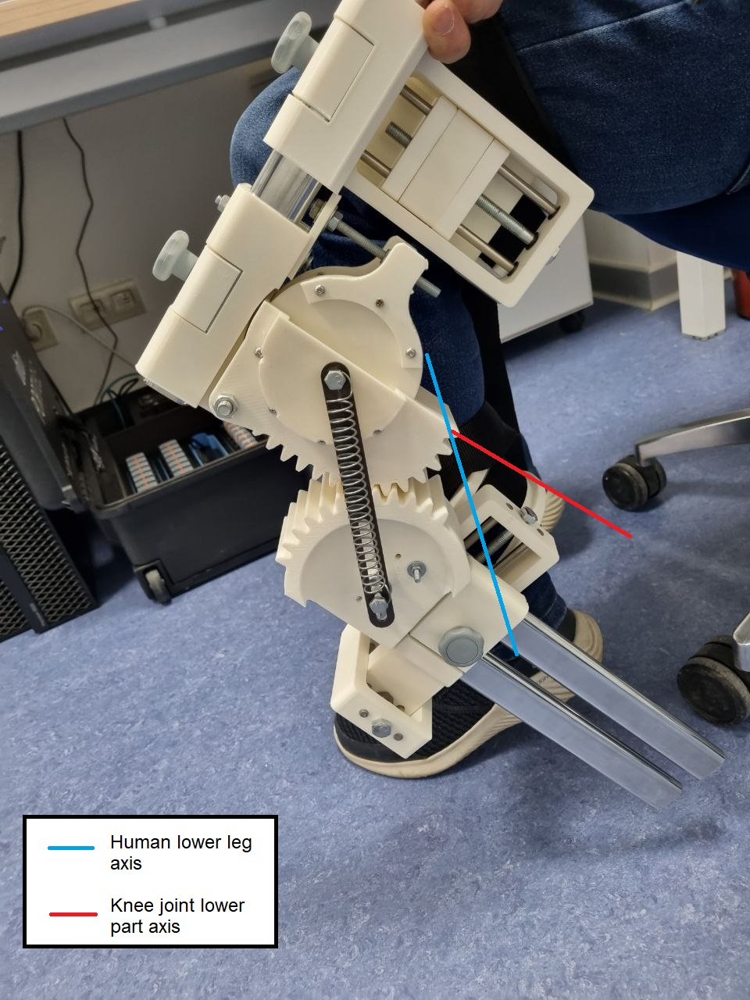 Human lower leg
axis
Knee joint lower
part axis